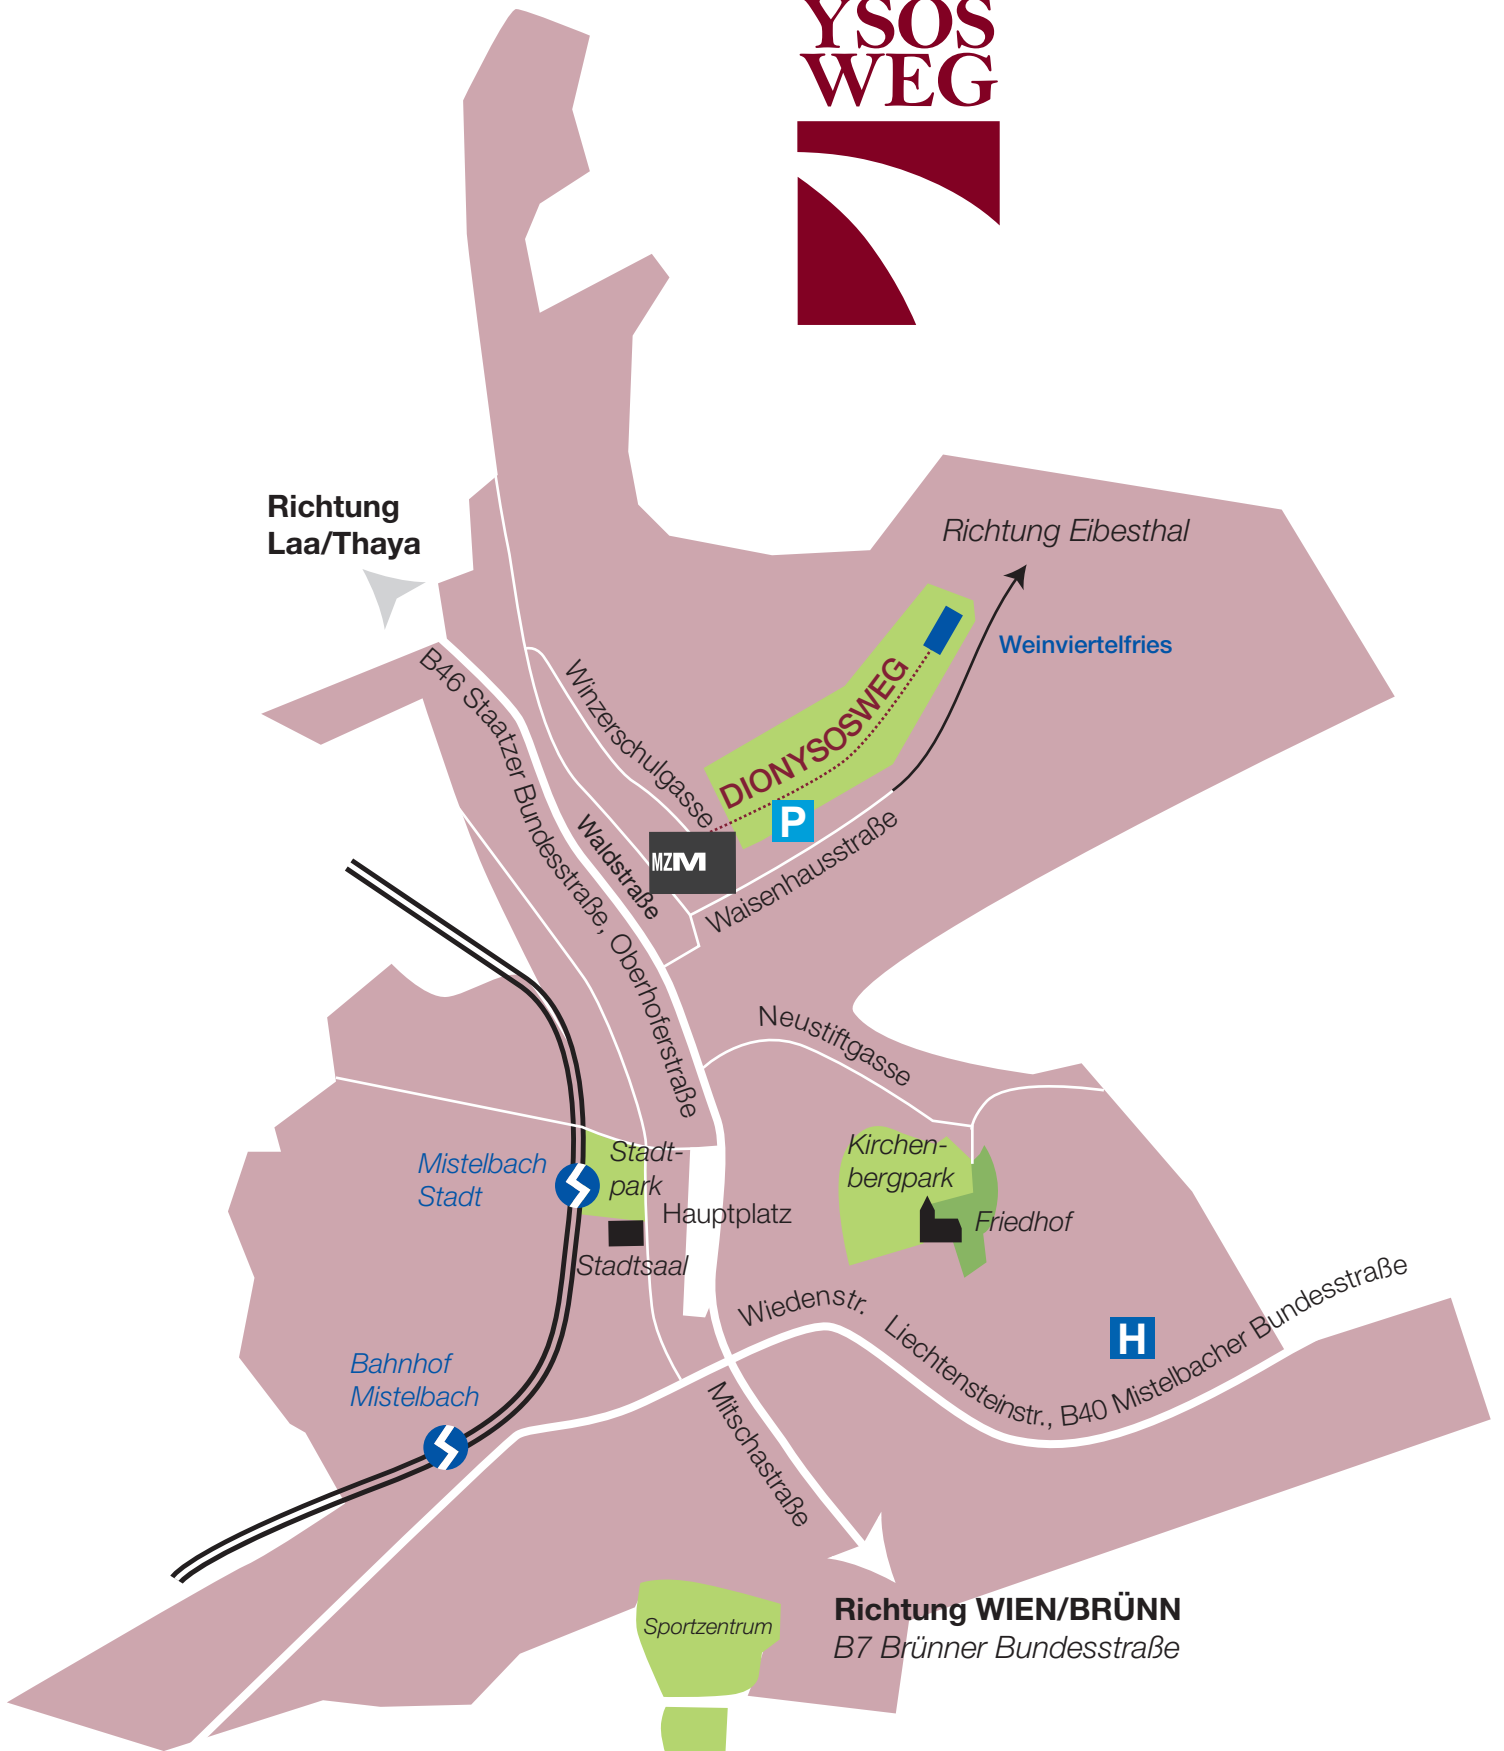 YSOS
WEG
Richtung
Laa/Thaya
Richtung Eibesthal
Weinviertelfries
B46 Staatzer Bundesstraße, Oberhoferstraße
Winzerschulgasse
DIONYSOSWEG
P
Waldstraße
MZM
Waisenhausstraße
Neustiftgasse
Mistelbach
Stadt
Stadt-
park
Kirchen-
bergpark
Hauptplatz
Friedhof
Stadtsaal
Wiedenstr.
Liechtensteinstr., B40 Mistelbacher Bundesstraße
H
Bahnhof
Mistelbach
Mitschastraße
Richtung WIEN/BRÜNN
B7 Brünner Bundesstraße
Sportzentrum